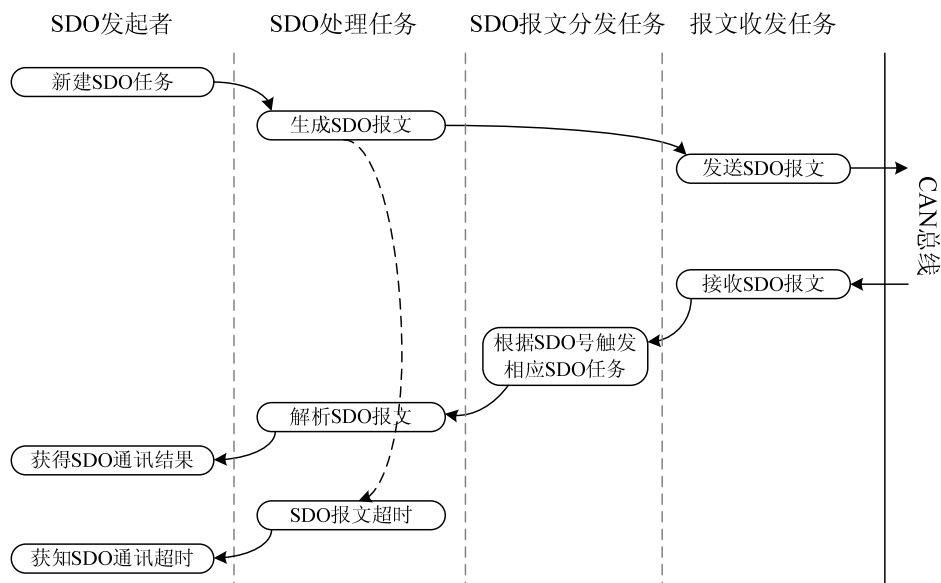 SDO发起者
SDO处理任务
SDO报文分发任务
报文收发任务
新建SDO任务
生成SDO报文
发送SDO报文
CAN总线
接收SDO报文
根据SDO号触发
相应SDO任务
解析SDO报文
获得SDO通讯结果
SDO报文超时
获知SDO通讯超时